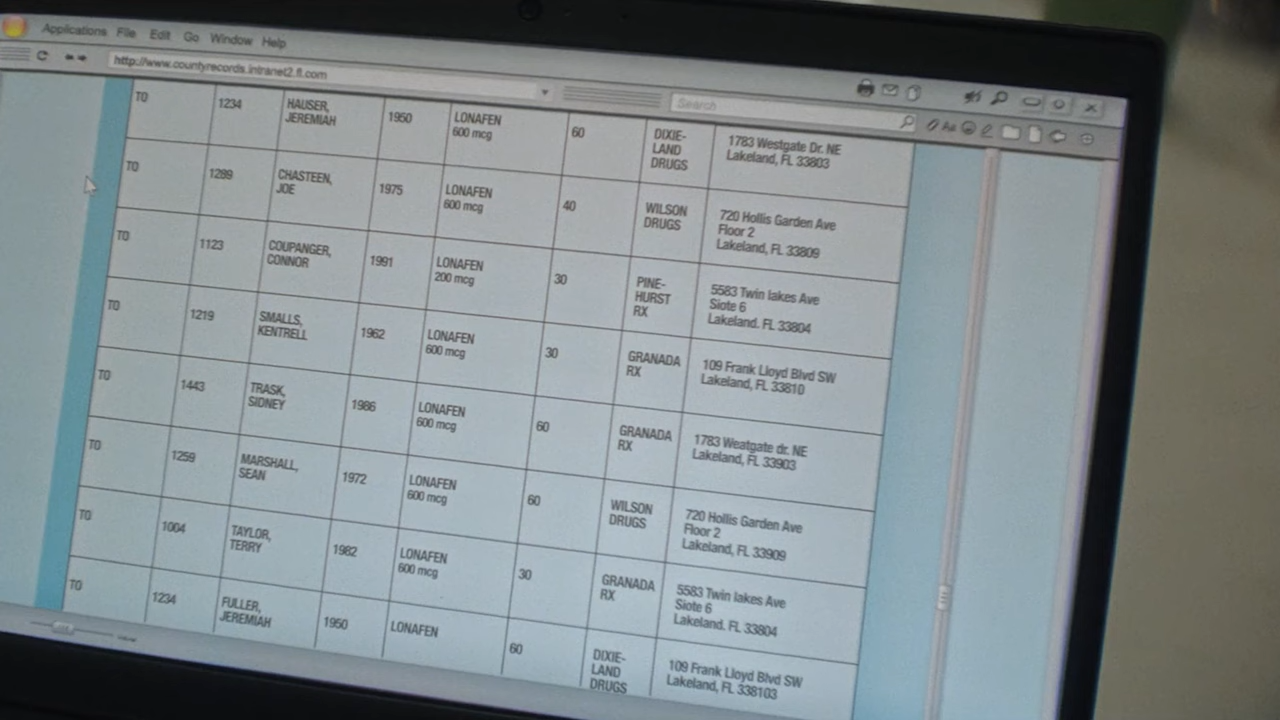 Applications File Edit Go Window Help
http://www.countyrecords.intranet2.fl.com
Search
Aa
TO 1234 HAUSER, JEREMIAH 1950 LONAFEN 600 mcg 60 DIXIE-LAND DRUGS 1783 Westgate Dr. NE Lakeland, FL 33803
TO 1289 CHASTEEN, JOE 1975 LONAFEN 600 mcg 40 WILSON DRUGS 720 Hollis Garden Ave Floor 2 Lakeland, FL 33809
TO 1123 COUPANGER, CONNOR 1991 LONAFEN 200 mcg 30 PINE-HURST RX 5583 Twin lakes Ave Siote 6 Lakeland. FL 33804
TO 1219 SMALLS, KENTRELL 1962 LONAFEN 600 mcg 30 GRANADA RX 109 Frank Lloyd Blvd SW Lakeland, FL 33810
TO 1443 TRASK, SIDNEY 1986 LONAFEN 600 mcg 60 GRANADA RX 1783 Weatgate dr. NE Lakeland, FL 33903
TO 1259 MARSHALL, SEAN 1972 LONAFEN 600 mcg 60 WILSON DRUGS 720 Hollis Garden Ave Floor 2 Lakeland, FL 33909
TO 1004 TAYLOR, TERRY 1982 LONAFEN 600 mcg 30 GRANADA RX 5583 Twin lakes Ave Siote 6 Lakeland. FL 33804
TO 1234 FULLER, JEREMIAH 1950 LONAFEN 60 DIXIE-LAND DRUGS 109 Frank Lloyd Blvd SW Lakeland, FL 338103